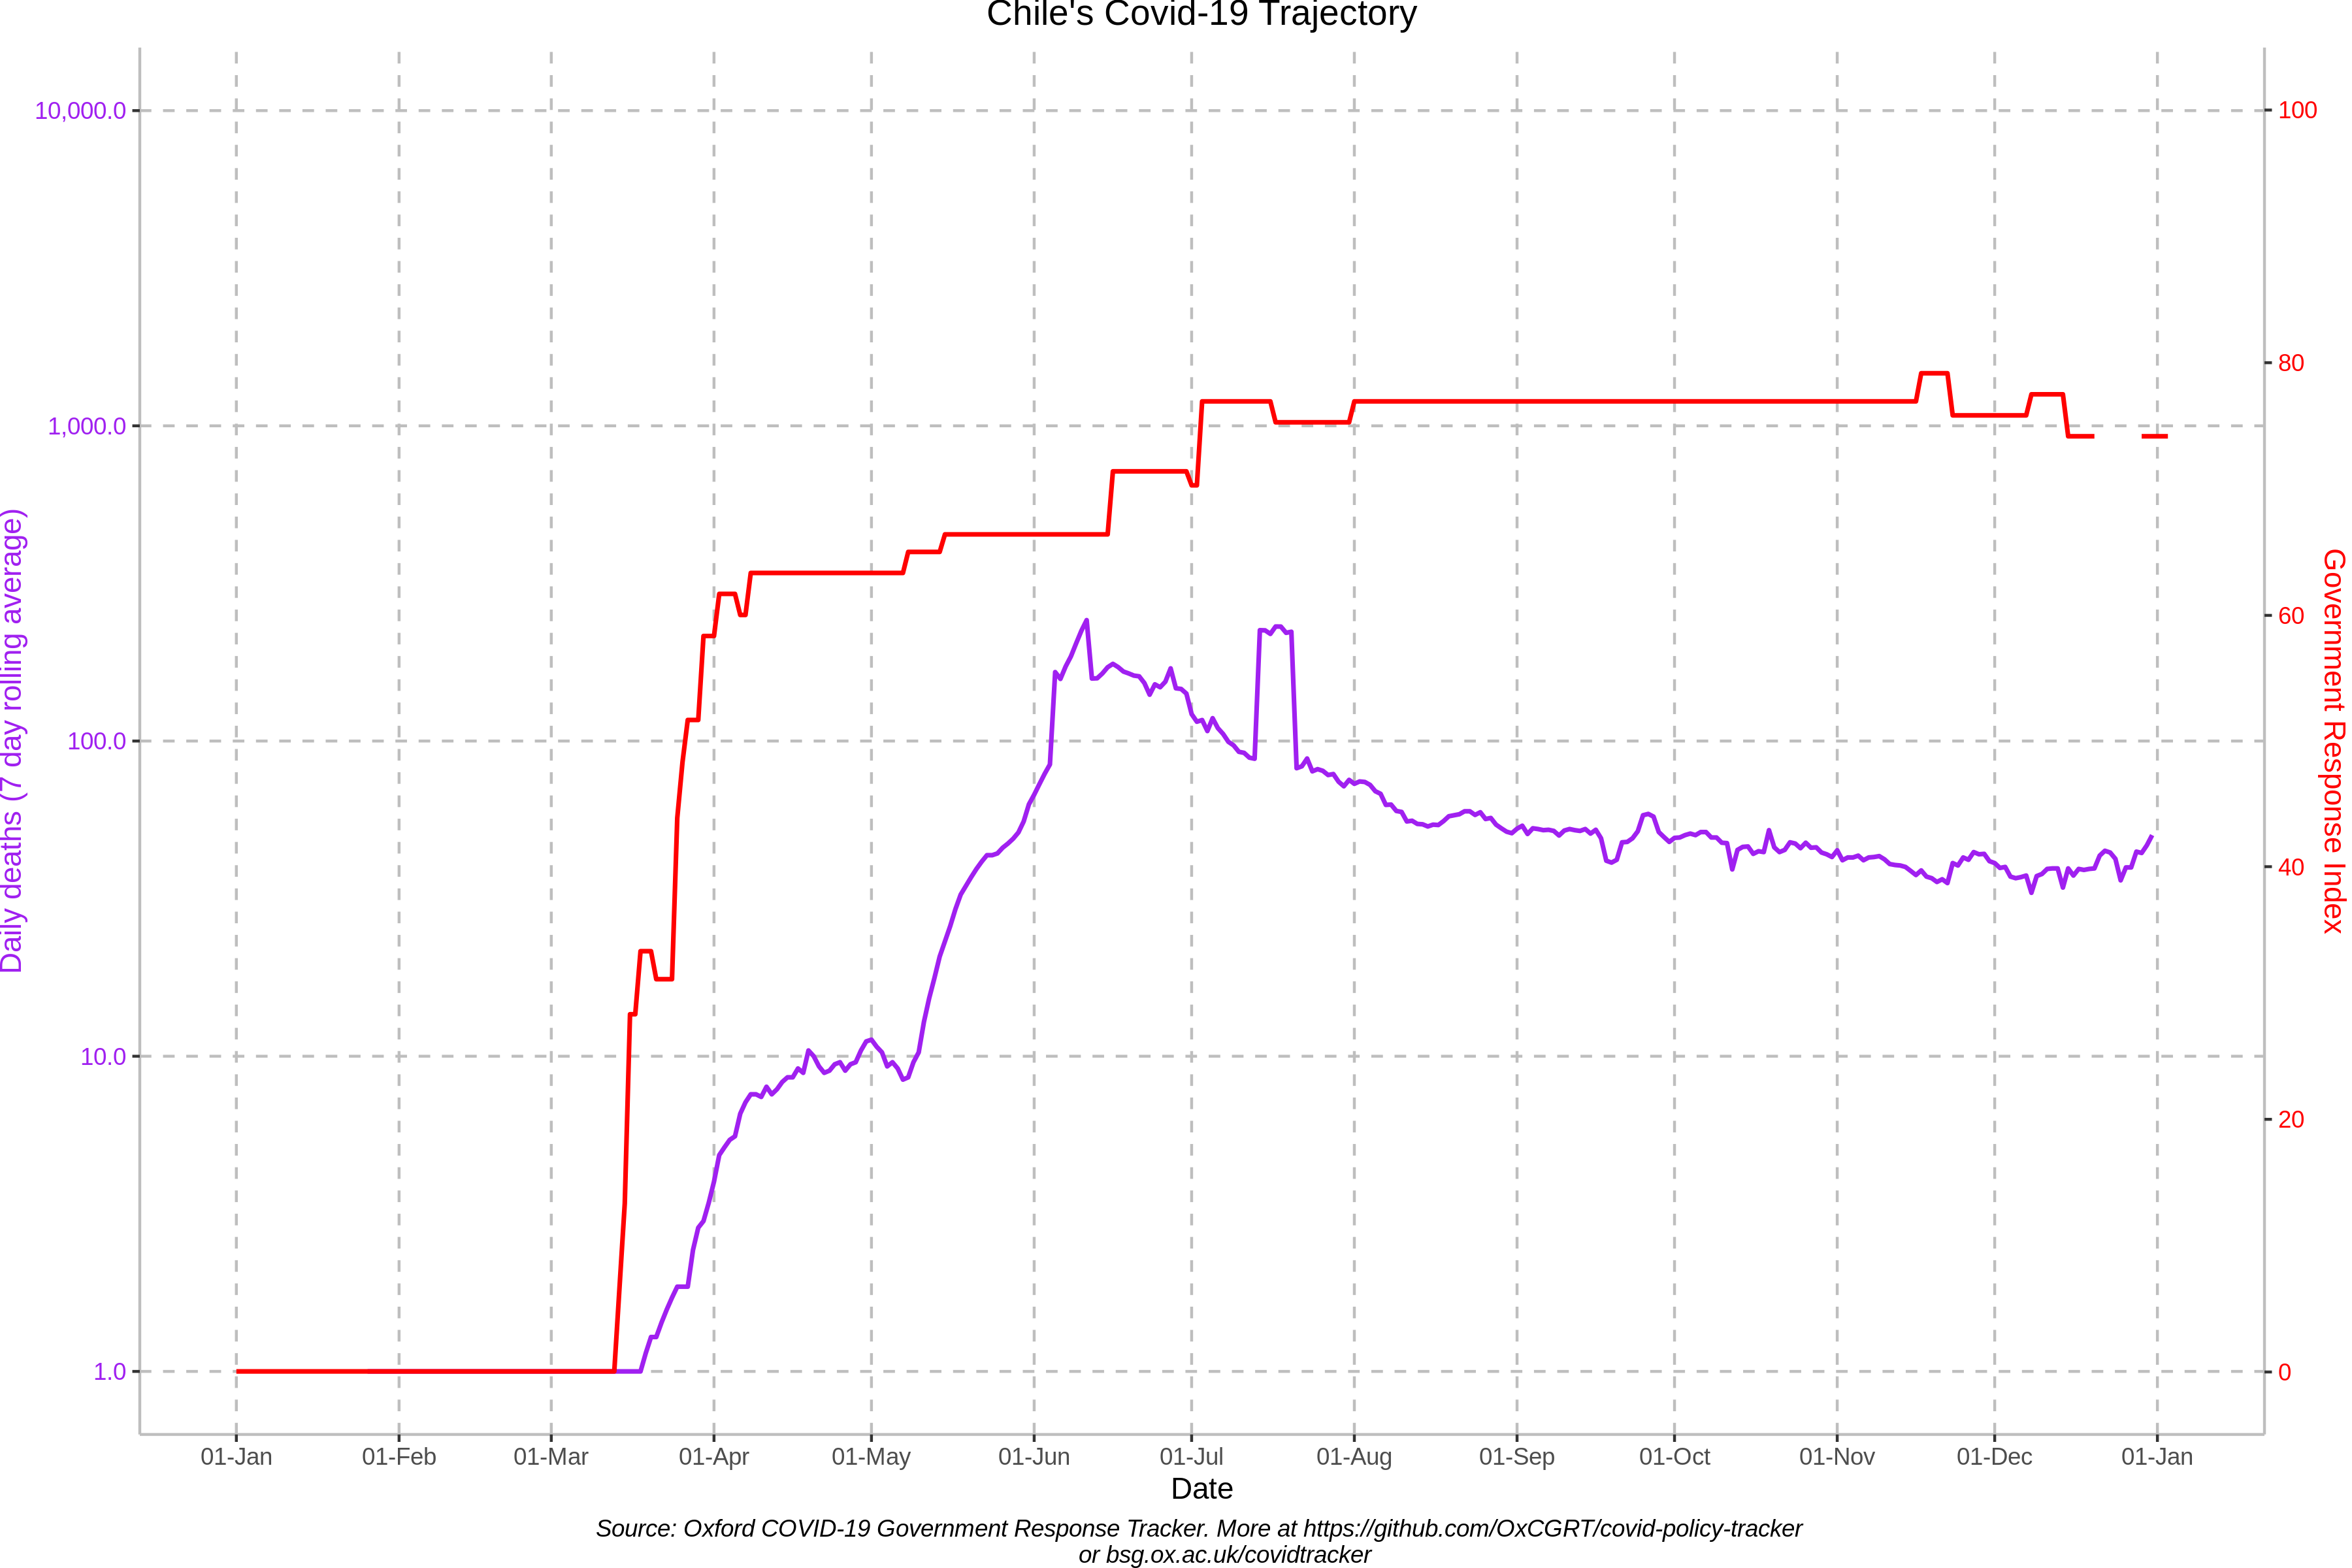 Chile's Covid-19 Trajectory
Daily deaths (7 day rolling average)
10,000.0
1,000.0
100.0
10.0
1.0
100
80
60
40
20
0
Government Response Index
01-Jan 01-Feb 01-Mar 01-Apr 01-May 01-Jun 01-Jul 01-Aug 01-Sep 01-Oct 01-Nov 01-Dec 01-Jan
Date
Source: Oxford COVID-19 Government Response Tracker. More at https://github.com/OxCGRT/covid-policy-tracker
or bsg.ox.ac.uk/covidtracker